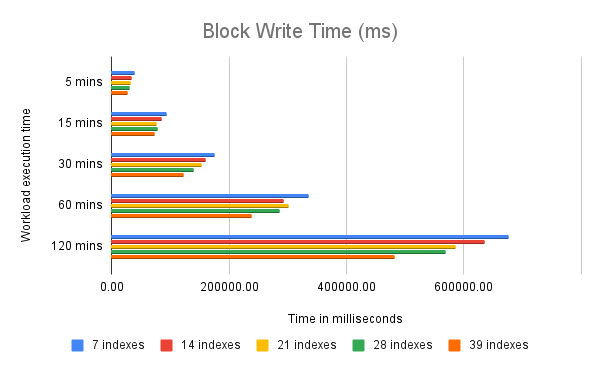 Block Write Time (ms)
Workload execution time
5 mins
15 mins
30 mins
60 mins
120 mins
0.00 200000.00 400000.00 600000.00
Time in milliseconds
7 indexes 14 indexes 21 indexes 28 indexes 39 indexes